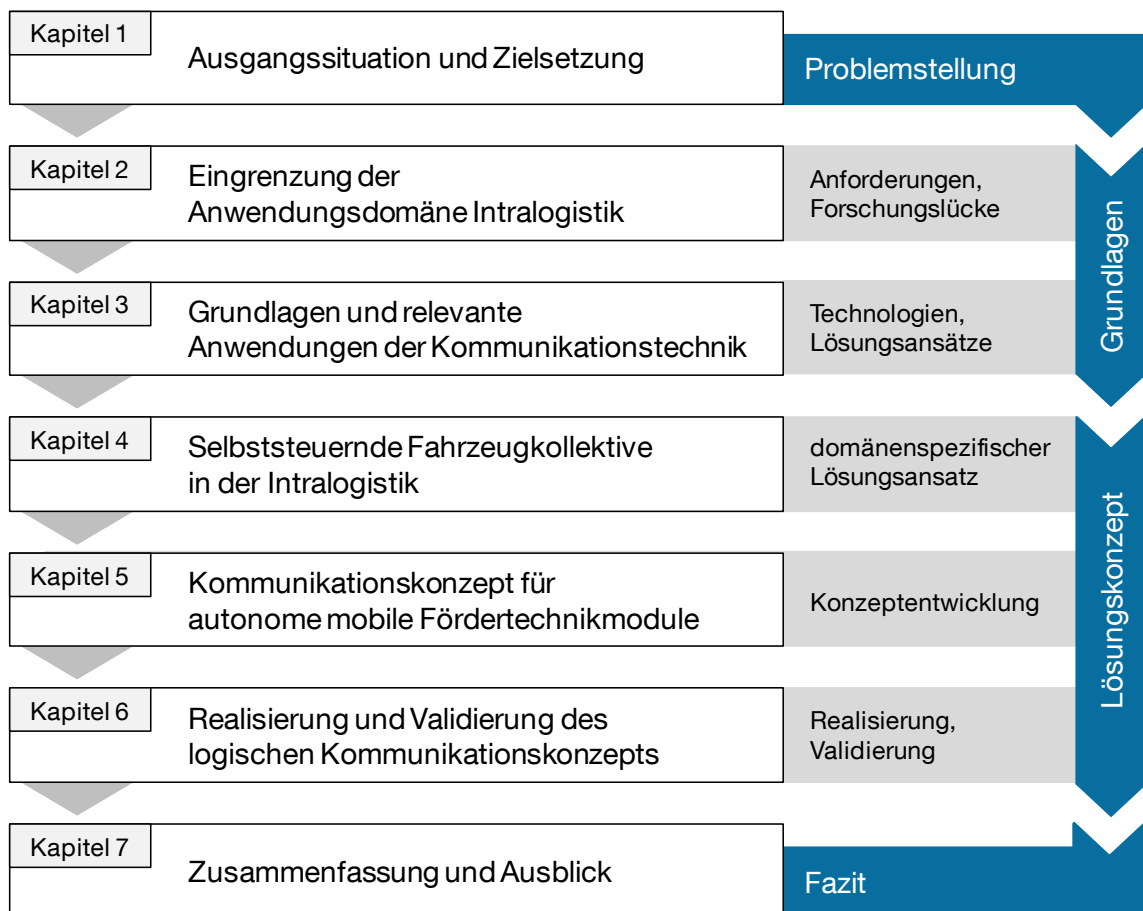 Kapitel 1
Ausgangssituation und Zielsetzung
Problemstellung
Kapitel 2
Eingrenzung der
Anwendungsdomäne Intralogistik
Anforderungen,
Forschungslücke
Kapitel 3
Grundlagen und relevante
Anwendungen der Kommunikationstechnik
Technologien,
Lösungsansätze
Grundlagen
Kapitel 4
Selbststeuernde Fahrzeugkollektive
in der Intralogistik
domänenspezifischer
Lösungsansatz
Kapitel 5
Kommunikationskonzept für
autonome mobile Fördertechnikmodule
Konzeptentwicklung
Kapitel 6
Realisierung und Validierung des
logischen Kommunikationskonzepts
Realisierung,
Validierung
Lösungskonzept
Kapitel 7
Zusammenfassung und Ausblick
Fazit